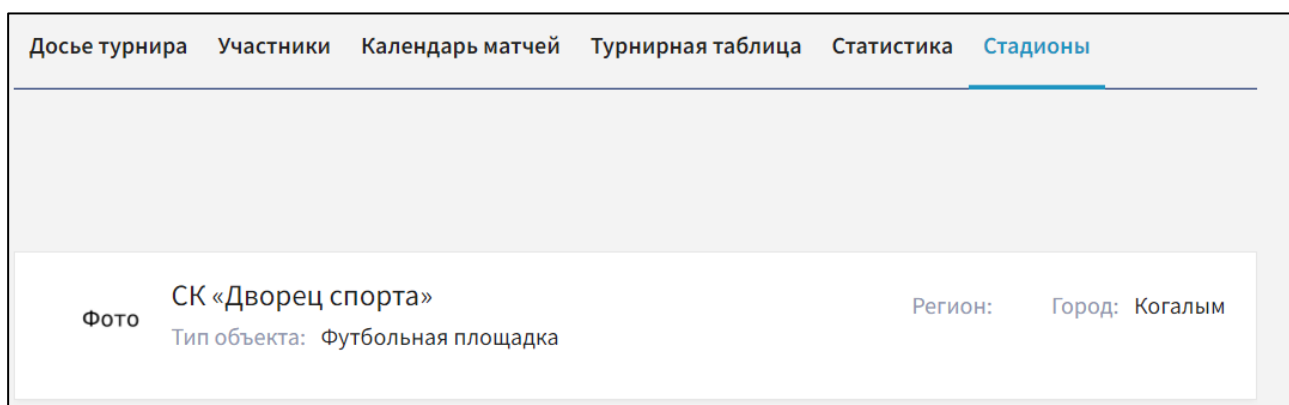 Досье турнира Участники Календарь матчей Турнирная таблица Статистика Стадионы
Фото
СК «Дворец спорта»
Тип объекта: Футбольная площадка
Регион: Город: Когалым